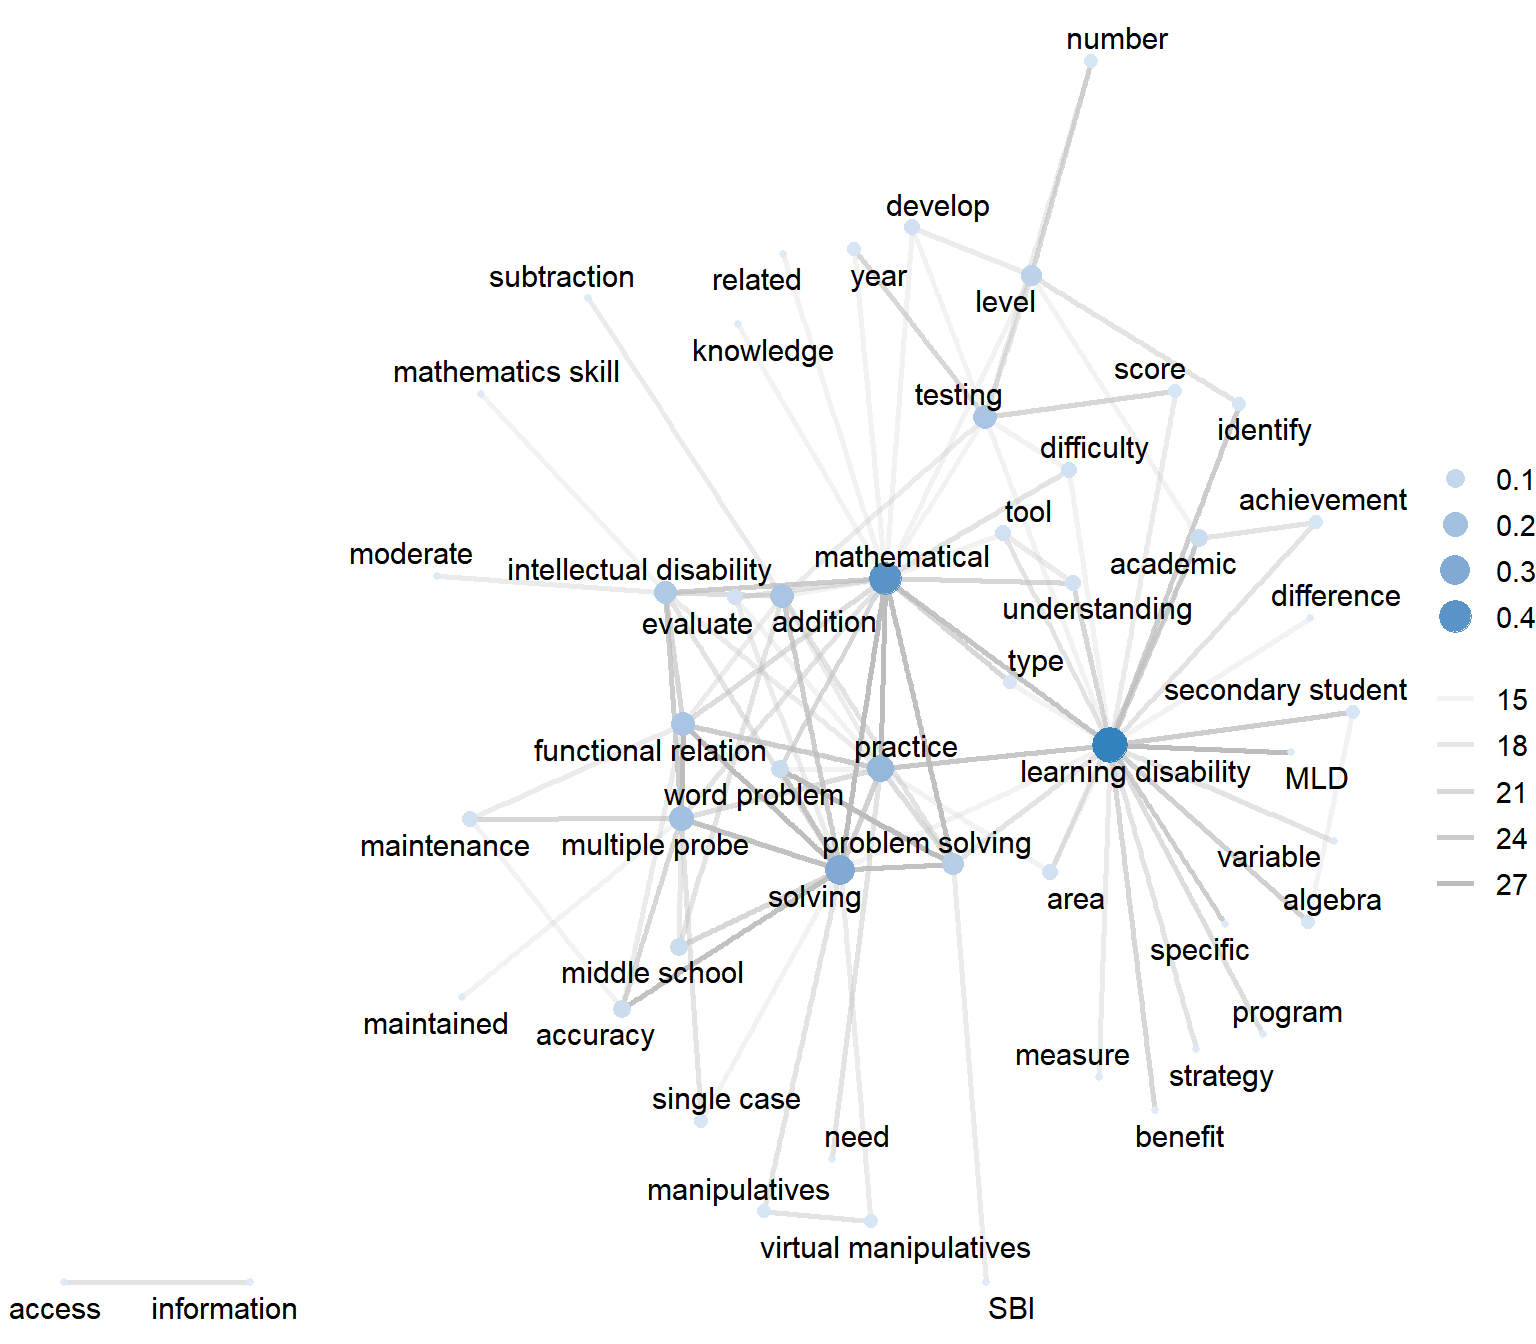 number
develop
subtraction
related
year
level
knowledge
mathematics skill
score
testing
identify
difficulty
0.1
achievement
tool
0.2
moderate
intellectual disability
mathematical
academic
0.3
difference
understanding
evaluate
addition
0.4
type
secondary student
15
functional relation
practice
18
learning disability
MLD
word problem
21
maintenance
multiple probe
problem solving
24
variable
solving
area
algebra
27
specific
middle school
maintained
accuracy
program
measure
strategy
single case
need
benefit
manipulatives
virtual manipulatives
access
information
SBI